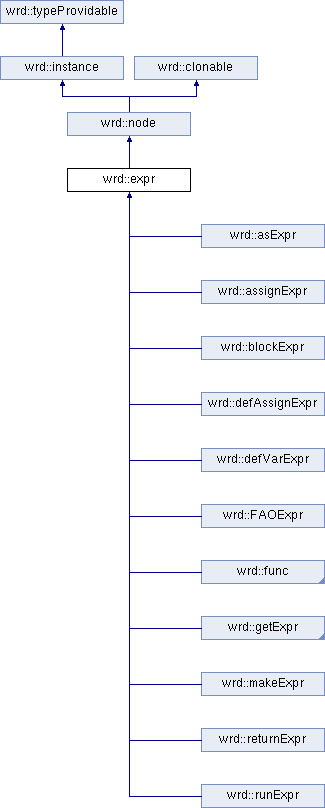 wrd::typeProvidable
wrd::instance
wrd::clonable
wrd::node
wrd::expr
wrd::asExpr
wrd::assignExpr
wrd::blockExpr
wrd::defAssignExpr
wrd::defVarExpr
wrd::FAOExpr
wrd::func
wrd::getExpr
wrd::makeExpr
wrd::returnExpr
wrd::runExpr